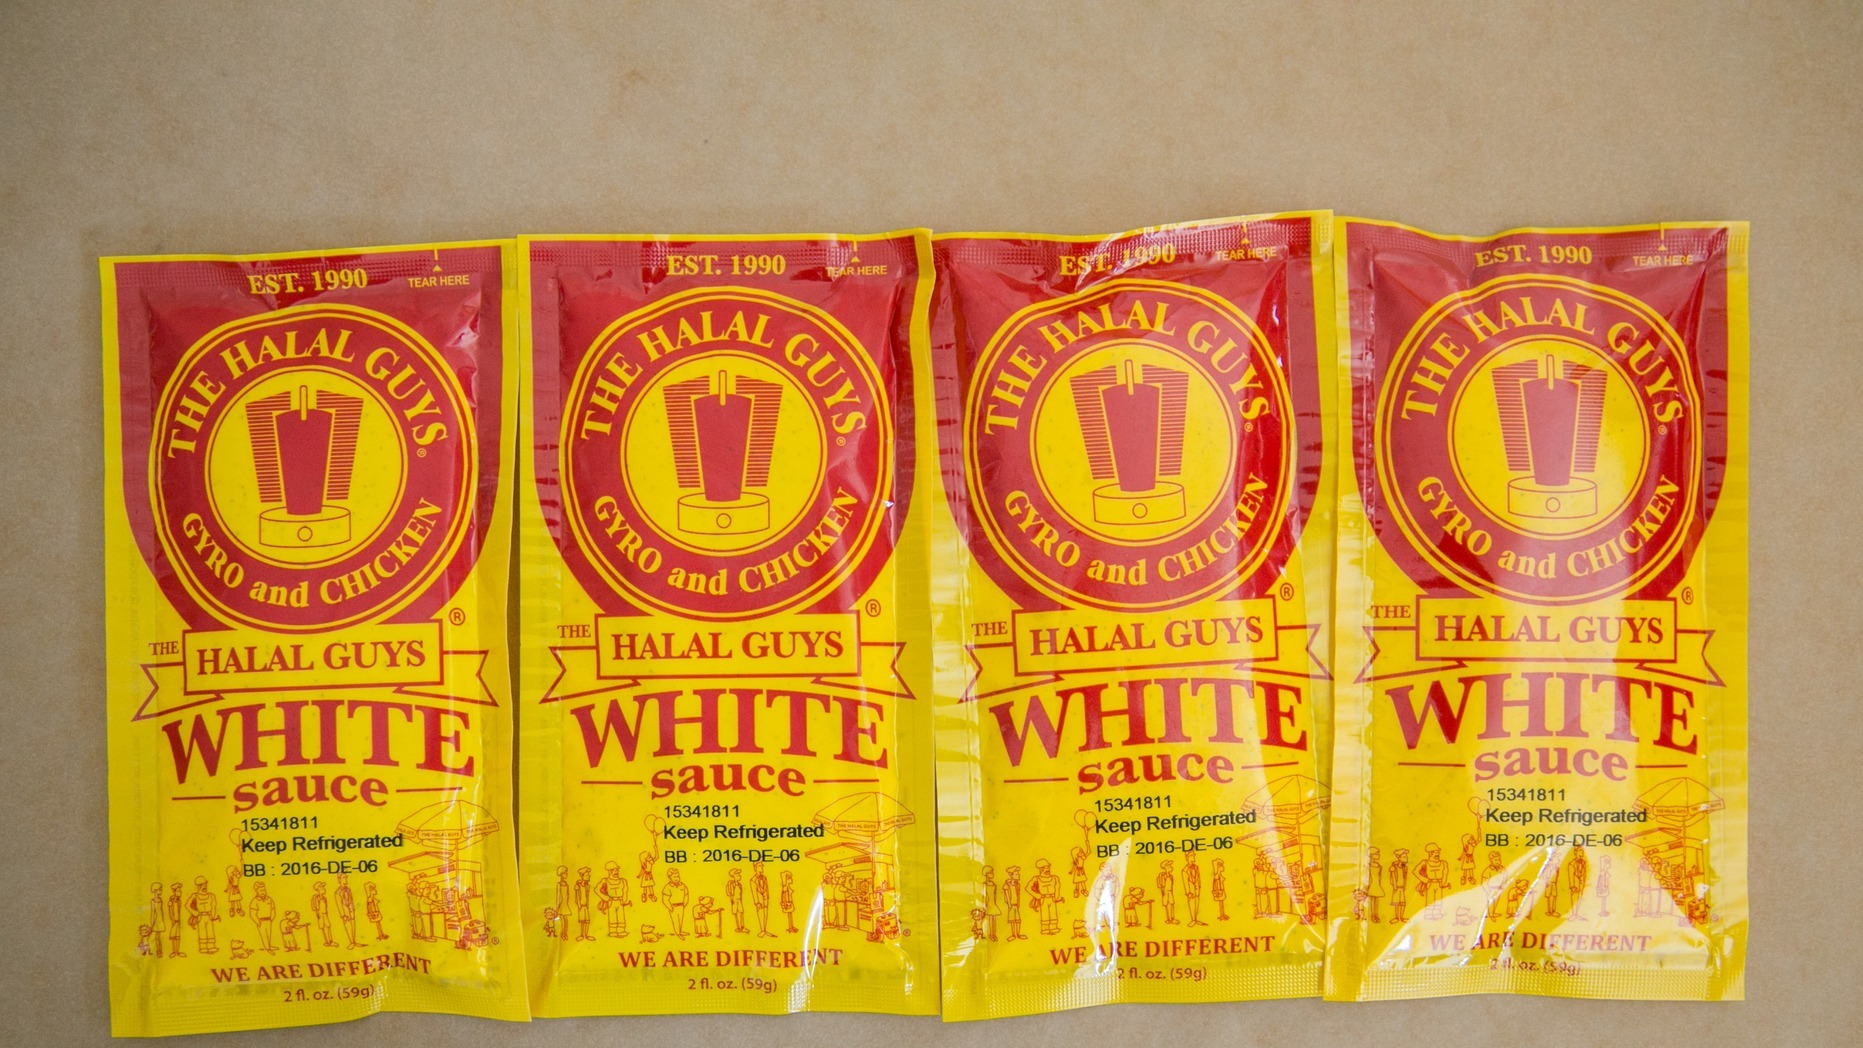 EST. 1990
TEAR HERE
THE HALAL GUYS®
GYRO and CHICKEN
®
THE HALAL GUYS
WHITE
sauce
15341811
Keep Refrigerated
BB : 2016-DE-06
WE ARE DIFFERENT
2 fl. oz. (59g)
EST. 1990
TEAR HERE
THE HALAL GUYS®
GYRO and CHICKEN
®
THE HALAL GUYS
WHITE
sauce
15341811
Keep Refrigerated
BB : 2016-DE-06
WE ARE DIFFERENT
2 fl. oz. (59g)
EST. 1990
TEAR HERE
THE HALAL GUYS®
GYRO and CHICKEN
®
THE HALAL GUYS
WHITE
sauce
15341811
Keep Refrigerated
BB : 2016-DE-06
WE ARE DIFFERENT
2 fl. oz. (59g)
EST. 1990
TEAR HERE
THE HALAL GUYS®
GYRO and CHICKEN
®
THE HALAL GUYS
WHITE
sauce
15341811
Keep Refrigerated
BB : 2016-DE-06
WE ARE DIFFERENT
2 fl. oz. (59g)